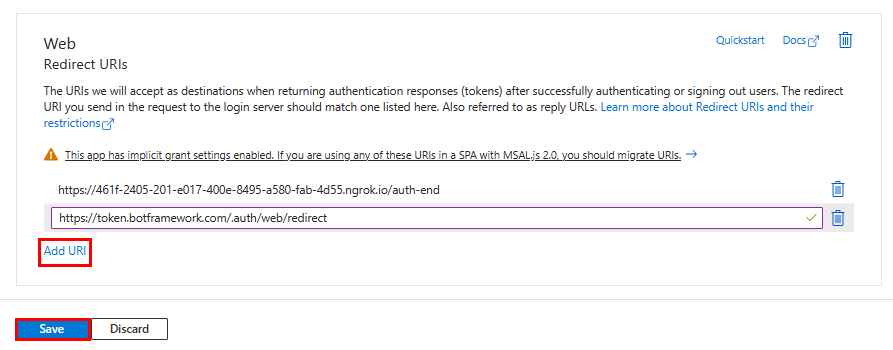 Web
Quickstart
Docs
Redirect URIs
The URIs we will accept as destinations when returning authentication responses (tokens) after successfully authenticating or signing out users. The redirect
URI you send in the request to the login server should match one listed here. Also referred to as reply URLs. Learn more about Redirect URIs and their
restrictions
This app has implicit grant settings enabled. If you are using any of these URIs in a SPA with MSAL.js 2.0, you should migrate URIs.
https://461f-2405-201-e017-400e-8495-a580-fab-4d55.ngrok.io/auth-end
https://token.botframework.com/.auth/web/redirect
Add URI
Save
Discard